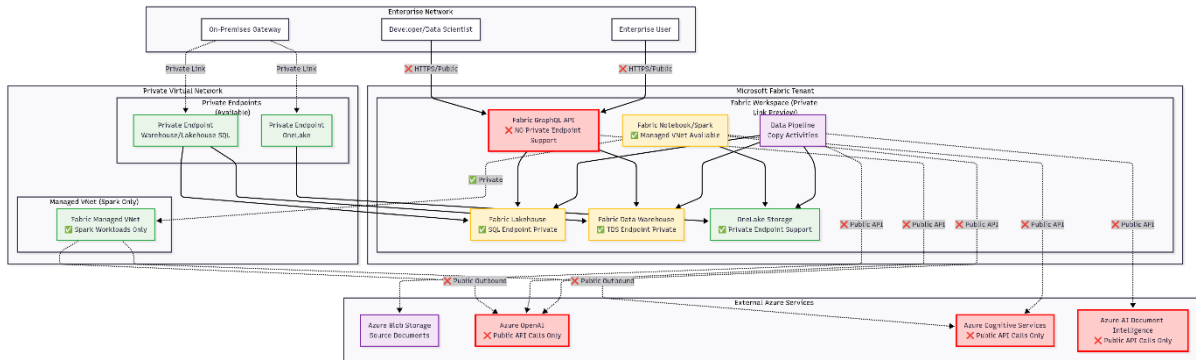 Enterprise Network
On-Premises Gateway
Developer/Data Scientist
Enterprise User
Private Link
Private Link
❌ HTTPS/Public
❌ HTTPS/Public
Private Virtual Network
Private Endpoints
(Available)
Private Endpoint
Warehouse/Lakehouse SQL
Private Endpoint
OneLake
Microsoft Fabric Tenant
Fabric Workspace (Private
Link Preview)
Fabric GraphQL API
❌ NO Private Endpoint
Support
Fabric Notebook/Spark
✅ Managed VNet Available
Data Pipeline
Copy Activities
✅ Private
Managed VNet (Spark Only)
Fabric Managed VNet
✅ Spark Workloads Only
Fabric Lakehouse
✅ SQL Endpoint Private
Fabric Data Warehouse
✅ TDS Endpoint Private
OneLake Storage
✅ Private Endpoint Support
❌ Public API
❌ Public API
❌ Public API
❌ Public API
❌ Public Outbound
❌ Public Outbound
External Azure Services
Azure Blob Storage
Source Documents
Azure OpenAI
❌ Public API Calls Only
Azure Cognitive Services
❌ Public API Calls Only
Azure AI Document
Intelligence
❌ Public API Calls Only